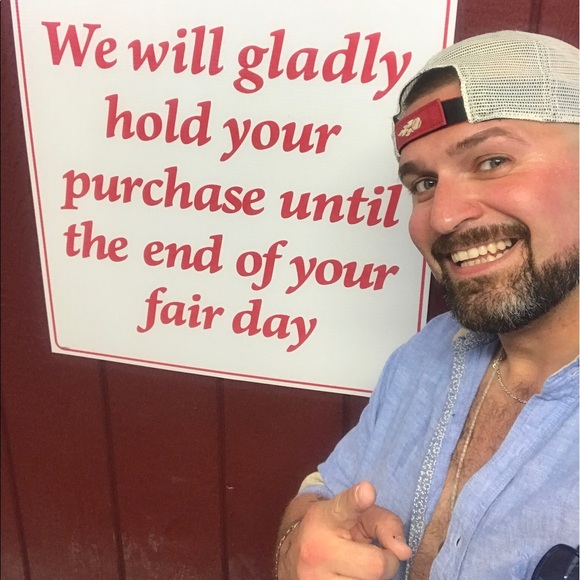 We will gladly
hold your
purchase until
the end of your
fair day